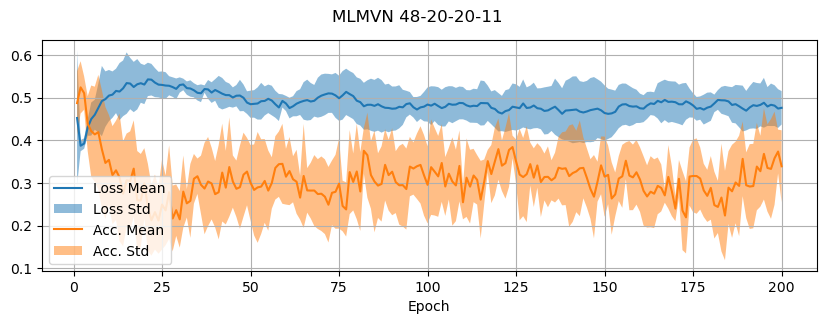 MLMVN 48-20-20-11
0.6
0.5
0.4
0.3
0.2
0.1
Loss Mean
Loss Std
Acc. Mean
Acc. Std
0 25 50 75 100 125 150 175 200
Epoch